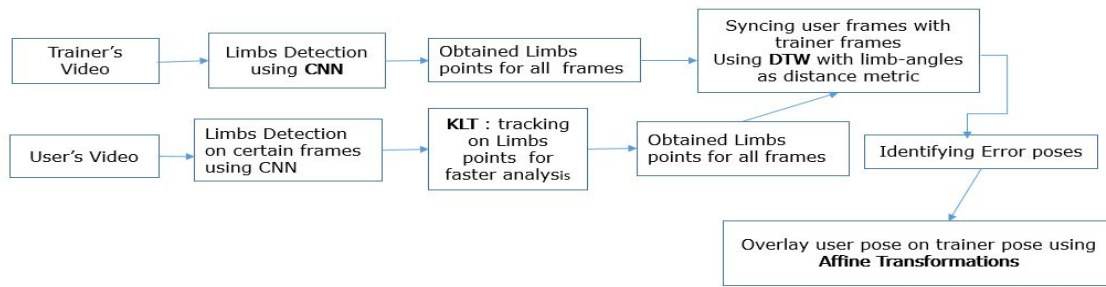 Trainer's
Video
Limbs Detection
using CNN
Obtained Limbs
points for all frames
Syncing user frames with
trainer frames
Using DTW with limb-angles
as distance metric
User's Video
Limbs Detection
on certain frames
using CNN
KLT : tracking
on Limbs
points for
faster analysis
Obtained Limbs
points for all frames
Identifying Error poses
Overlay user pose on trainer pose using
Affine Transformations